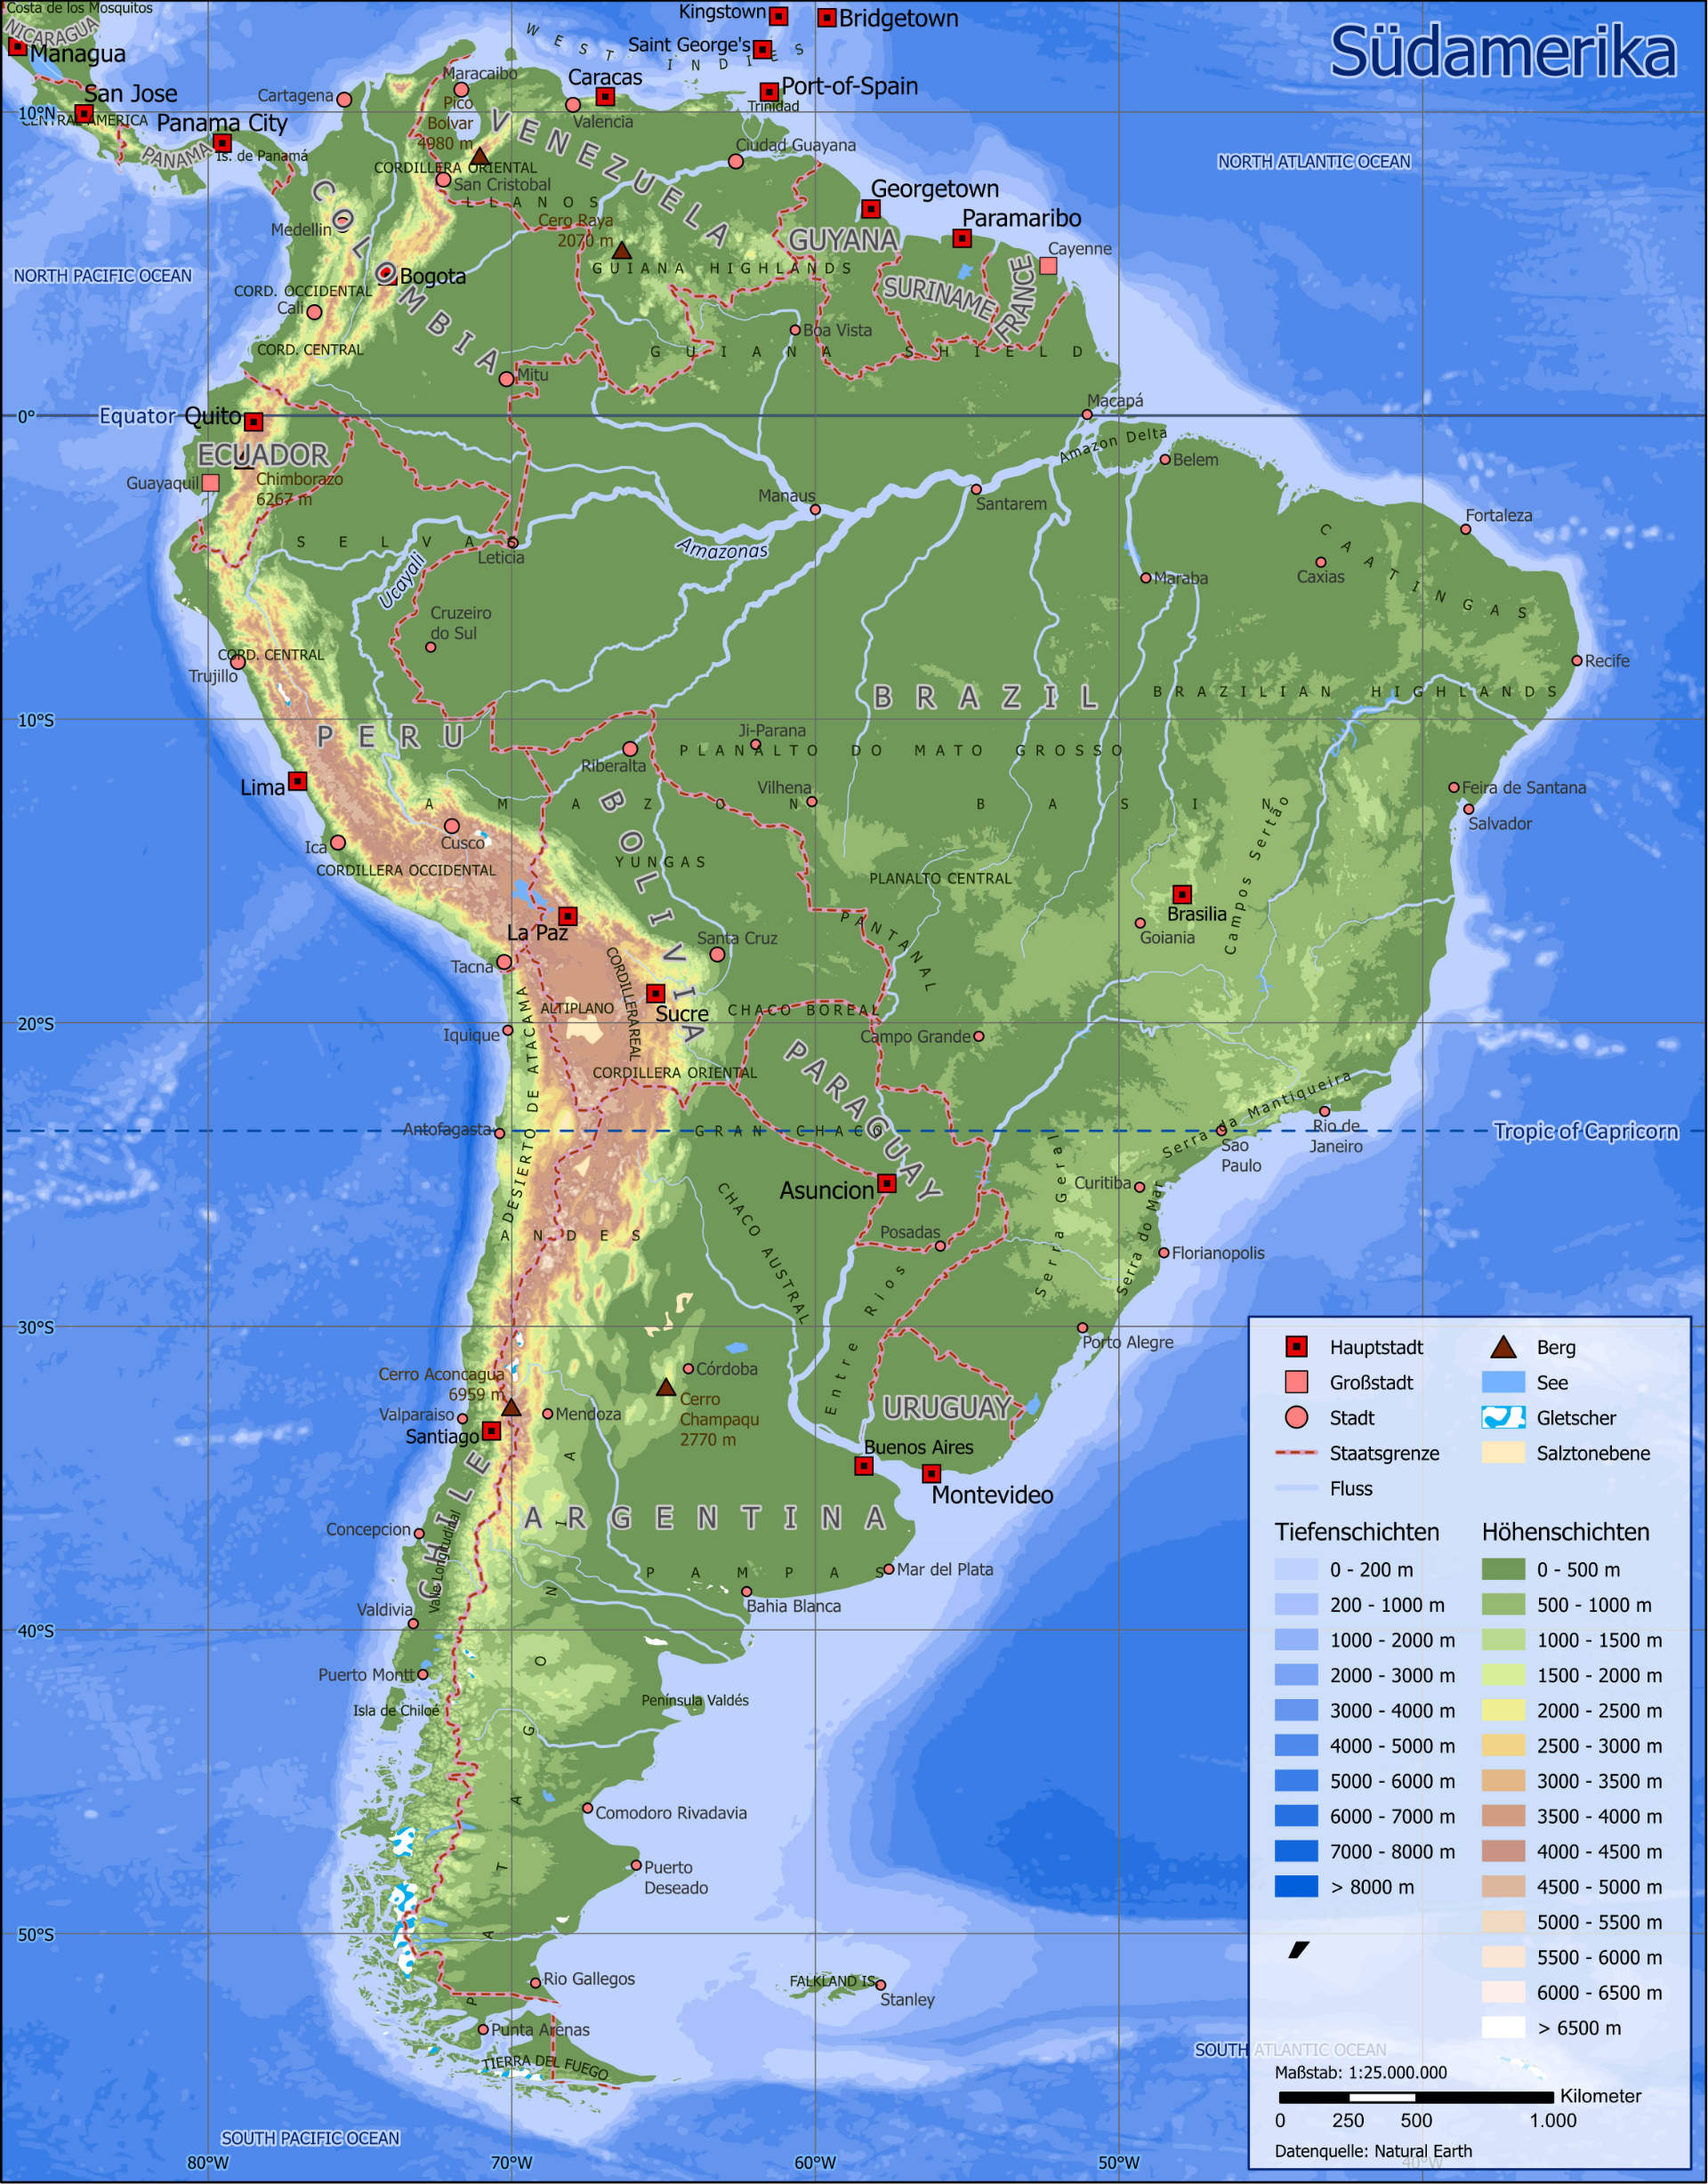 Südamerika
Costa de los Mosquitos
NICARAGUA
Managua
San Jose
10°N
CENTRAL AMERICA
Panama City
PANAMA
Is. de Panamá
Kingstown
Bridgetown
WEST INDIES
Saint George's
Maracaibo
Caracas
Port-of-Spain
Trinidad
Cartagena
Pico
Bolvar
4980 m
Valencia
VENEZUELA
Ciudad Guayana
NORTH ATLANTIC OCEAN
CORDILLERA ORIENTAL
San Cristobal
LLANOS
COLOMBIA
Medellin
Cero Raya
2070 m
Georgetown
Paramaribo
GUYANA
Cayenne
NORTH PACIFIC OCEAN
Bogota
GUIANA HIGHLANDS
SURINAME
FRANCE
CORD. OCCIDENTAL
Cali
Boa Vista
CORD. CENTRAL
GUIANA SHIELD
Mitu
Macapá
0°
Equator
Quito
Amazon Delta
ECUADOR
Belem
Guayaquil
Chimborazo
6267 m
Manaus
Santarem
Fortaleza
SELVAS
Leticia
Amazonas
Ucayali
CAATINGAS
Caxias
Maraba
Cruzeiro
do Sul
CORD. CENTRAL
Trujillo
Recife
BRAZIL
BRAZILIAN HIGHLANDS
10°S
PERU
Ji-Parana
PLANALTO DO MATO GROSSO
Riberalta
Lima
Vilhena
Feira de Santana
AMAZON BASIN
Salvador
BOLIVIA
Cusco
Ica
YUNGAS
CORDILLERA OCCIDENTAL
PLANALTO CENTRAL
Campos Sertão
Brasilia
La Paz
PANTANAL
Goiania
Santa Cruz
Tacna
CORDILLERA REAL
ALTIPLANO
Sucre
CHACO BOREAL
20°S
Iquique
Campo Grande
DESIERTO DE ATACAMA
PARAGUAY
CORDILLERA ORIENTAL
Serra da Mantiqueira
Antofagasta
GRAN CHACO
Rio de
Janeiro
Tropic of Capricorn
Sao
Paulo
Asuncion
Serra Geral
Curitiba
CHACO AUSTRAL
Posadas
Serra do Mar
ANDES
Florianopolis
Entre Rios
30°S
Porto Alegre
Cerro Aconcagua
6959 m
Córdoba
Cerro
Champaqu
2770 m
URUGUAY
Valparaiso
Mendoza
Santiago
Buenos Aires
Montevideo
CHILE
ARGENTINA
Concepcion
Valle Longitudinal
PAMPAS
Mar del Plata
Bahia Blanca
Valdivia
40°S
PATAGONIA
Puerto Montt
Isla de Chiloé
Península Valdés
Comodoro Rivadavia
Puerto
Deseado
50°S
Rio Gallegos
FALKLAND IS.
Stanley
Punta Arenas
TIERRA DEL FUEGO
SOUTH ATLANTIC OCEAN
SOUTH PACIFIC OCEAN
80°W
70°W
60°W
50°W
40°W
Hauptstadt
Berg
Großstadt
See
Stadt
Gletscher
Staatsgrenze
Salztonebene
Fluss
Tiefenschichten
0 - 200 m
200 - 1000 m
1000 - 2000 m
2000 - 3000 m
3000 - 4000 m
4000 - 5000 m
5000 - 6000 m
6000 - 7000 m
7000 - 8000 m
> 8000 m
Höhenschichten
0 - 500 m
500 - 1000 m
1000 - 1500 m
1500 - 2000 m
2000 - 2500 m
2500 - 3000 m
3000 - 3500 m
3500 - 4000 m
4000 - 4500 m
4500 - 5000 m
5000 - 5500 m
5500 - 6000 m
6000 - 6500 m
> 6500 m
Maßstab: 1:25.000.000
Kilometer
0 250 500 1.000
Datenquelle: Natural Earth